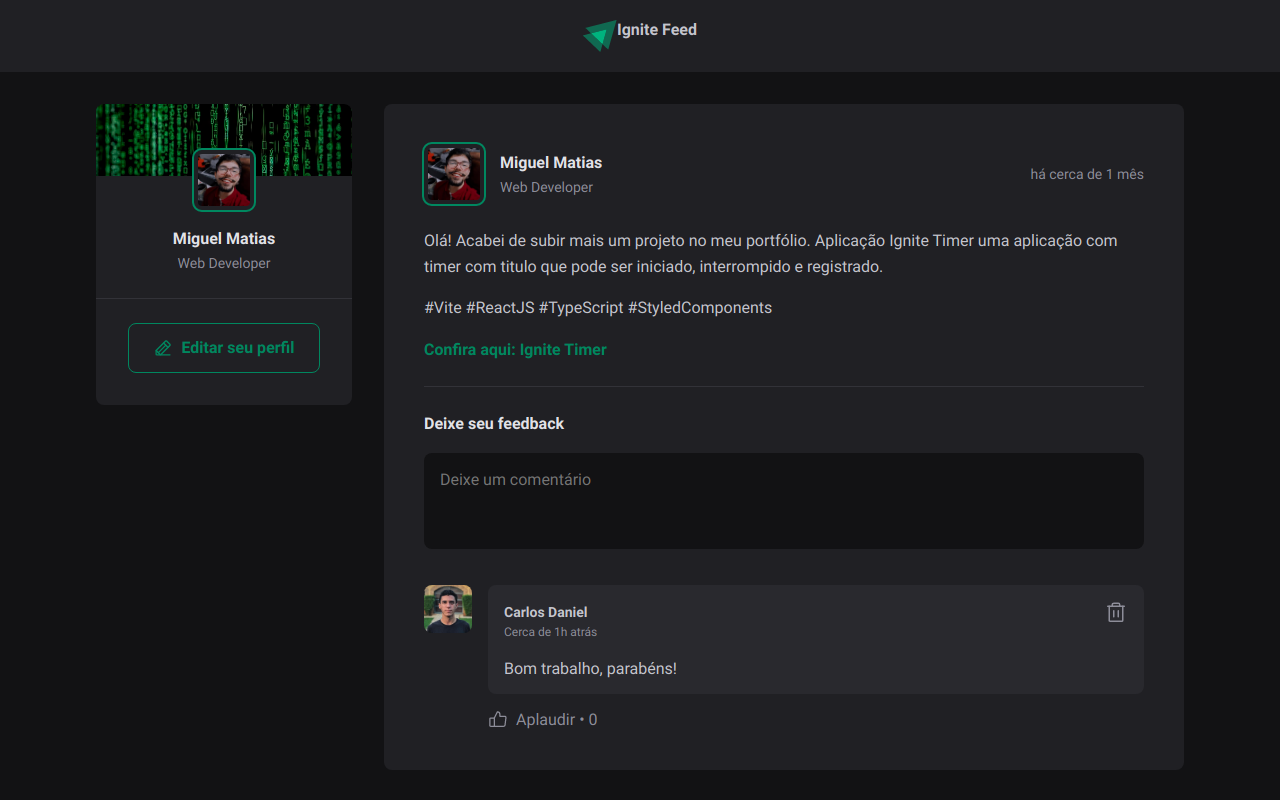 Ignite Feed
Miguel Matias
Web Developer
Editar seu perfil
Miguel Matias
Web Developer
há cerca de 1 mês
Olá! Acabei de subir mais um projeto no meu portfólio. Aplicação Ignite Timer uma aplicação com
timer com titulo que pode ser iniciado, interrompido e registrado.
#Vite #ReactJS #TypeScript #StyledComponents
Confira aqui: Ignite Timer
Deixe seu feedback
Deixe um comentário
Carlos Daniel
Cerca de 1h atrás
Bom trabalho, parabéns!
Aplaudir • 0